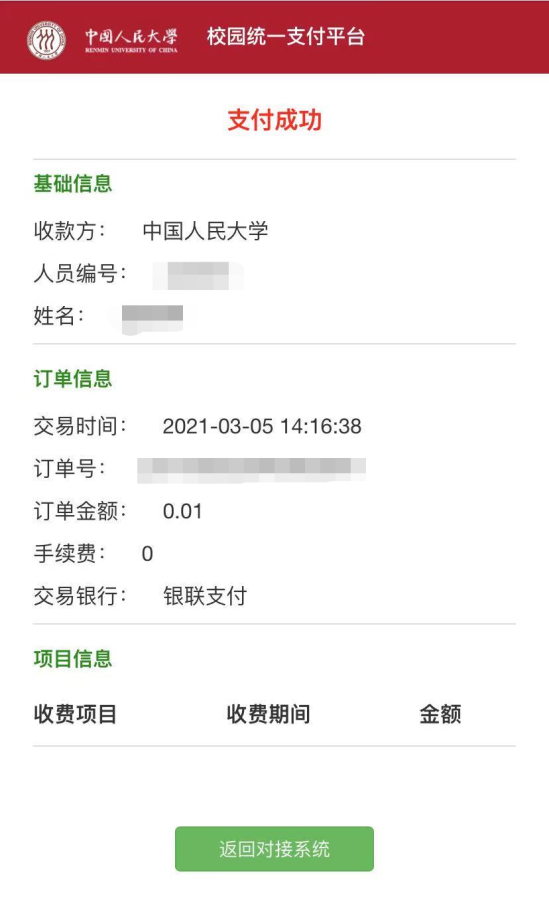 中国人民大学
RENMIN UNIVERSITY OF CHINA
校园统一支付平台
支付成功
基础信息
收款方： 中国人民大学
人员编号：
姓名：
订单信息
交易时间： 2021-03-05 14:16:38
订单号：
订单金额： 0.01
手续费： 0
交易银行： 银联支付
项目信息
收费项目 收费期间 金额
返回对接系统